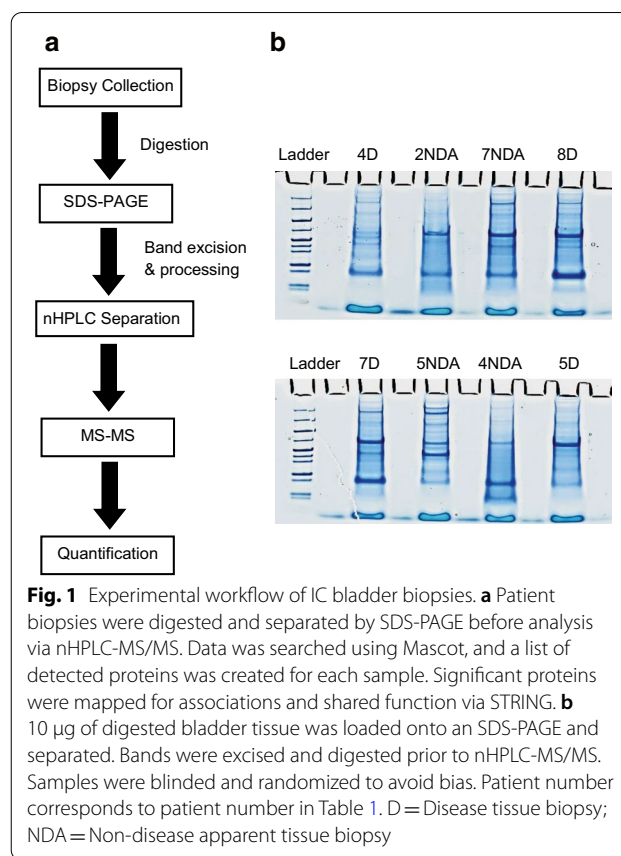 a
Biopsy Collection
Digestion
SDS-PAGE
Band excision
& processing
nHPLC Separation
MS-MS
Quantification
b
Ladder 4D 2NDA 7NDA 8D
Ladder 7D 5NDA 4NDA 5D
Fig. 1 Experimental workflow of IC bladder biopsies. a Patient
biopsies were digested and separated by SDS-PAGE before analysis
via nHPLC-MS/MS. Data was searched using Mascot, and a list of
detected proteins was created for each sample. Significant proteins
were mapped for associations and shared function via STRING. b
10 µg of digested bladder tissue was loaded onto an SDS-PAGE and
separated. Bands were excised and digested prior to nHPLC-MS/MS.
Samples were blinded and randomized to avoid bias. Patient number
corresponds to patient number in Table 1. D = Disease tissue biopsy;
NDA = Non-disease apparent tissue biopsy